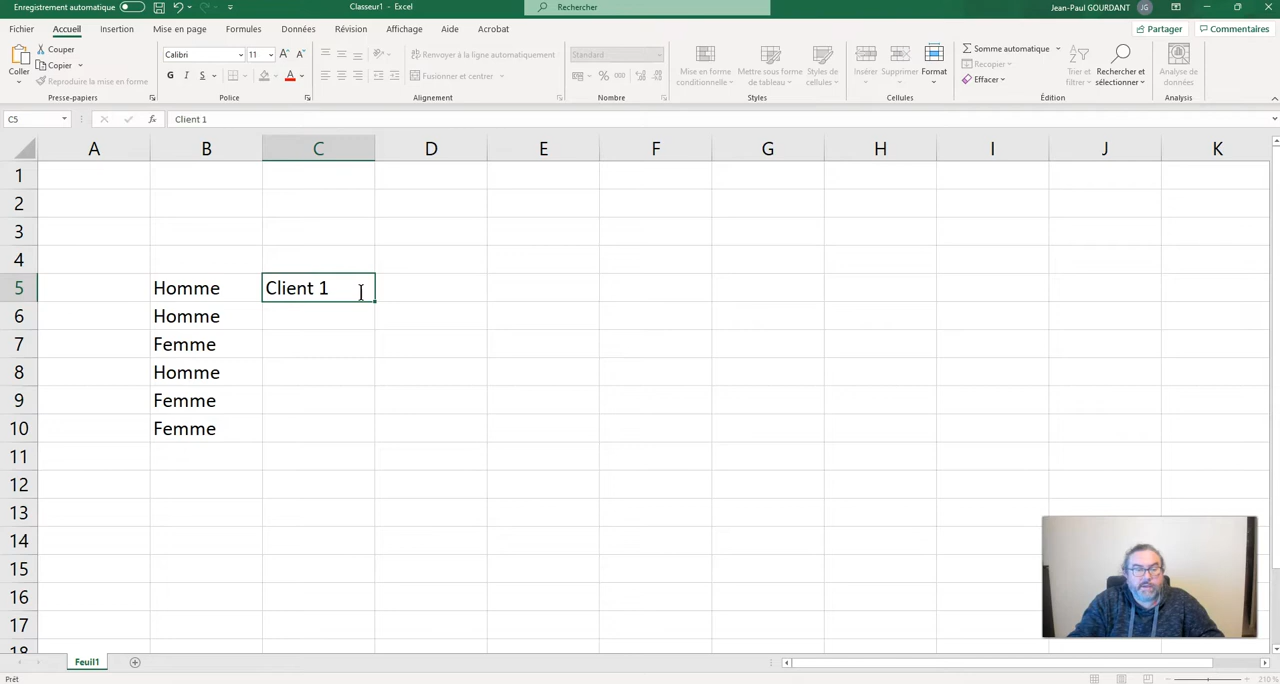 Enregistrement automatique
Classeur1 - Excel
Rechercher
Jean-Paul GOURDANT
JG
Fichier Accueil Insertion Mise en page Formules Données Révision Affichage Aide Acrobat
Partager Commentaires
Coller
Couper
Copier
Reproduire la mise en forme
Presse-papiers
Calibri 11
G I S
Police
Renvoyer à la ligne automatiquement
Fusionner et centrer
Alignement
Standard
% 000
Nombre
Mise en forme conditionnelle
Mettre sous forme de tableau
Styles de cellules
Styles
Insérer
Supprimer
Format
Cellules
Somme automatique
Recopier
Effacer
Trier et filtrer
Rechercher et sélectionner
Édition
Analyse de données
Analysis
C5
fx
Client 1
A B C D E F G H I J K
1
2
3
4
5 Homme Client 1
6 Homme
7 Femme
8 Homme
9 Femme
10 Femme
11
12
13
14
15
16
17
18
Feuil1
Prêt
210 %